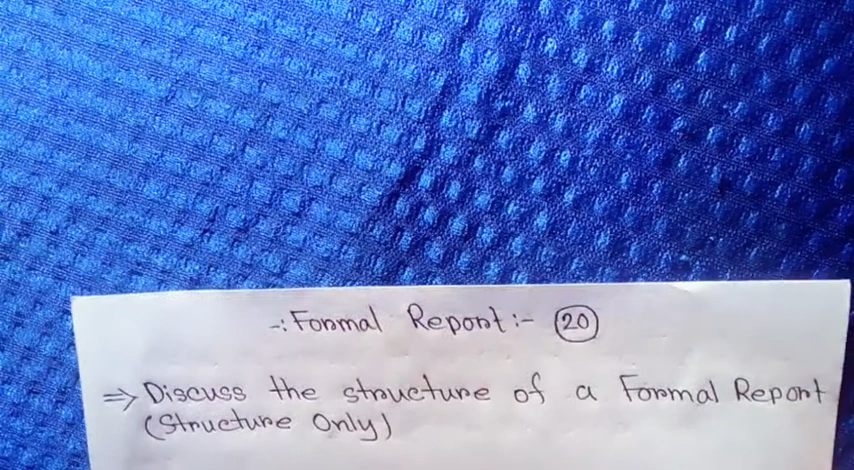 -: Formal Report :- 20
⇒ Discuss the structure of a Formal Report
(Structure Only)